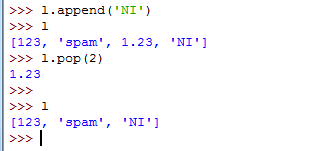 >>> l.append('NI')
>>> l
[123, 'spam', 1.23, 'NI']
>>> l.pop(2)
1.23
>>>
>>> l
[123, 'spam', 'NI']
>>>